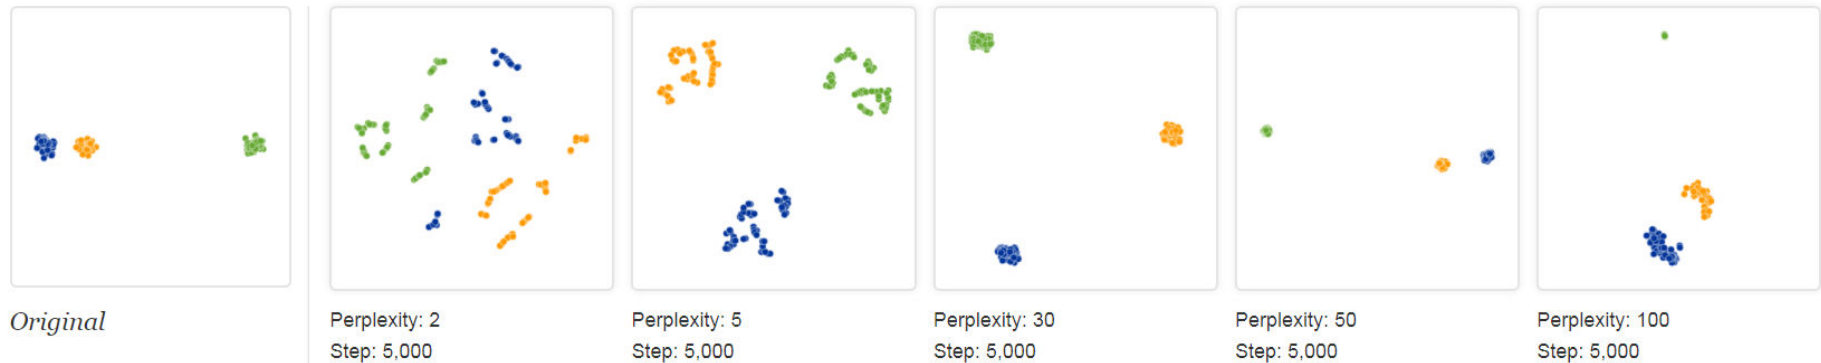 Original
Perplexity: 2
Step: 5,000
Perplexity: 5
Step: 5,000
Perplexity: 30
Step: 5,000
Perplexity: 50
Step: 5,000
Perplexity: 100
Step: 5,000